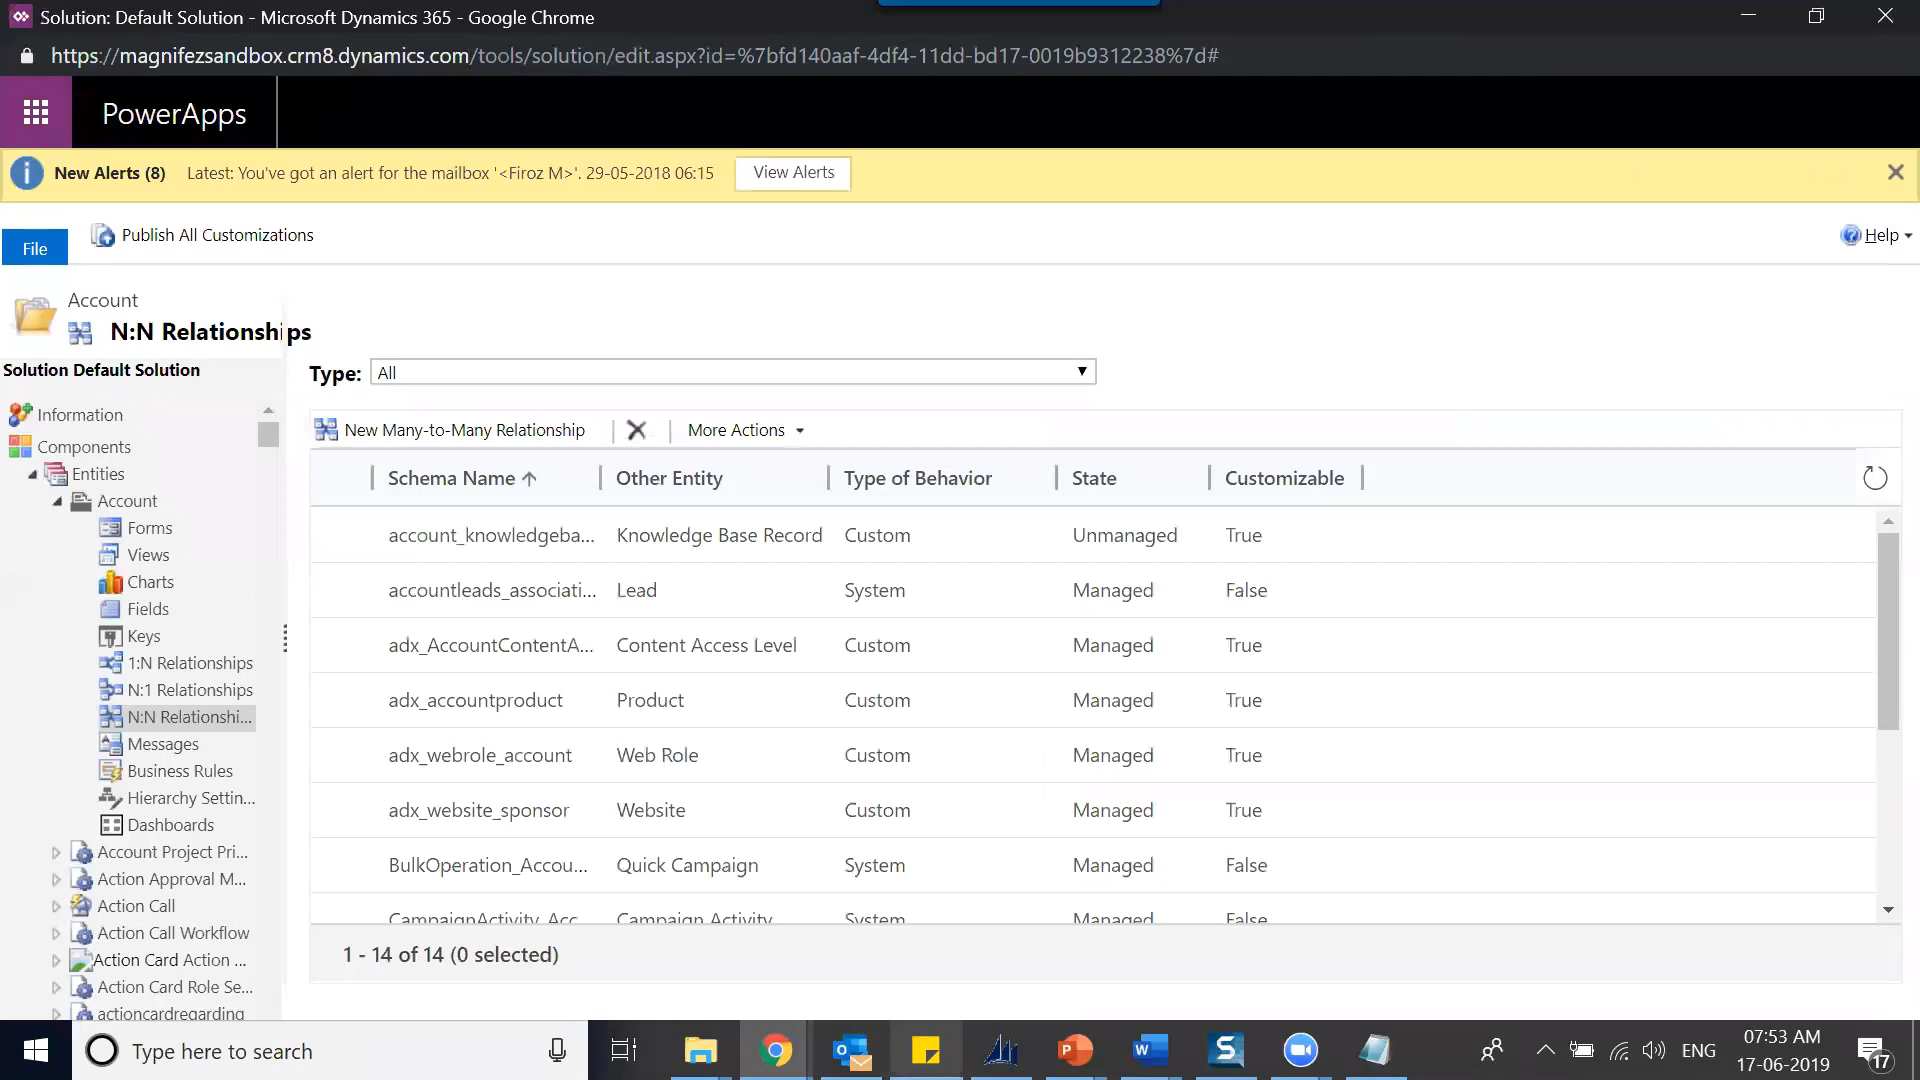 Solution: Default Solution - Microsoft Dynamics 365 - Google Chrome
https://magnifezsandbox.crm8.dynamics.com/tools/solution/edit.aspx?id=%7bfd140aaf-4df4-11dd-bd17-0019b9312238%7d#
PowerApps
New Alerts (8) Latest: You've got an alert for the mailbox '<Firoz M>'. 29-05-2018 06:15 View Alerts
File Publish All Customizations Help
Account
N:N Relationships
Solution Default Solution
Type: All
Information
Components
Entities
Account
Forms
Views
Charts
Fields
Keys
1:N Relationships
N:1 Relationships
N:N Relationshi...
Messages
Business Rules
Hierarchy Settin...
Dashboards
Account Project Pri...
Action Approval M...
Action Call
Action Call Workflow
Action Card Action ...
Action Card Role Se...
actioncardregarding
New Many-to-Many Relationship More Actions
Schema Name Other Entity Type of Behavior State Customizable
account_knowledgeba... Knowledge Base Record Custom Unmanaged True
accountleads_associati... Lead System Managed False
adx_AccountContentA... Content Access Level Custom Managed True
adx_accountproduct Product Custom Managed True
adx_webrole_account Web Role Custom Managed True
adx_website_sponsor Website Custom Managed True
BulkOperation_Accou... Quick Campaign System Managed False
CampaignActivity_Acc Campaign Activity System Managed False
1 - 14 of 14 (0 selected)
Type here to search
ENG
07:53 AM
17-06-2019
17